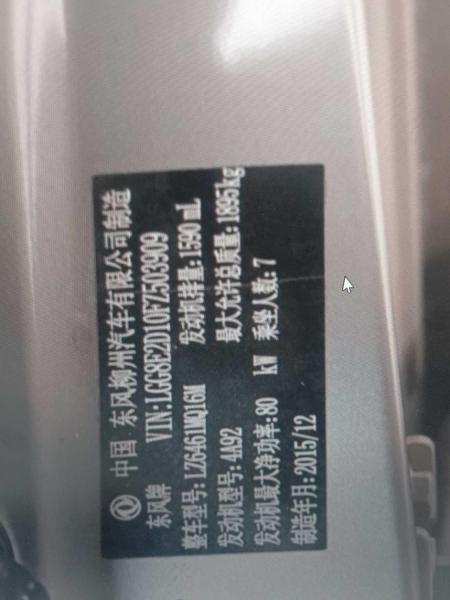 中国 东风柳州汽车有限公司制造
东风牌 VIN:LGG8E2D10FZ503909
整车型号:LZ6461MQ16M 发动机排量:1590mL
发动机型号:4A92 最大允许总质量:1895kg
发动机最大净功率:80 kW 乘坐人数:7
制造年月:2015/12